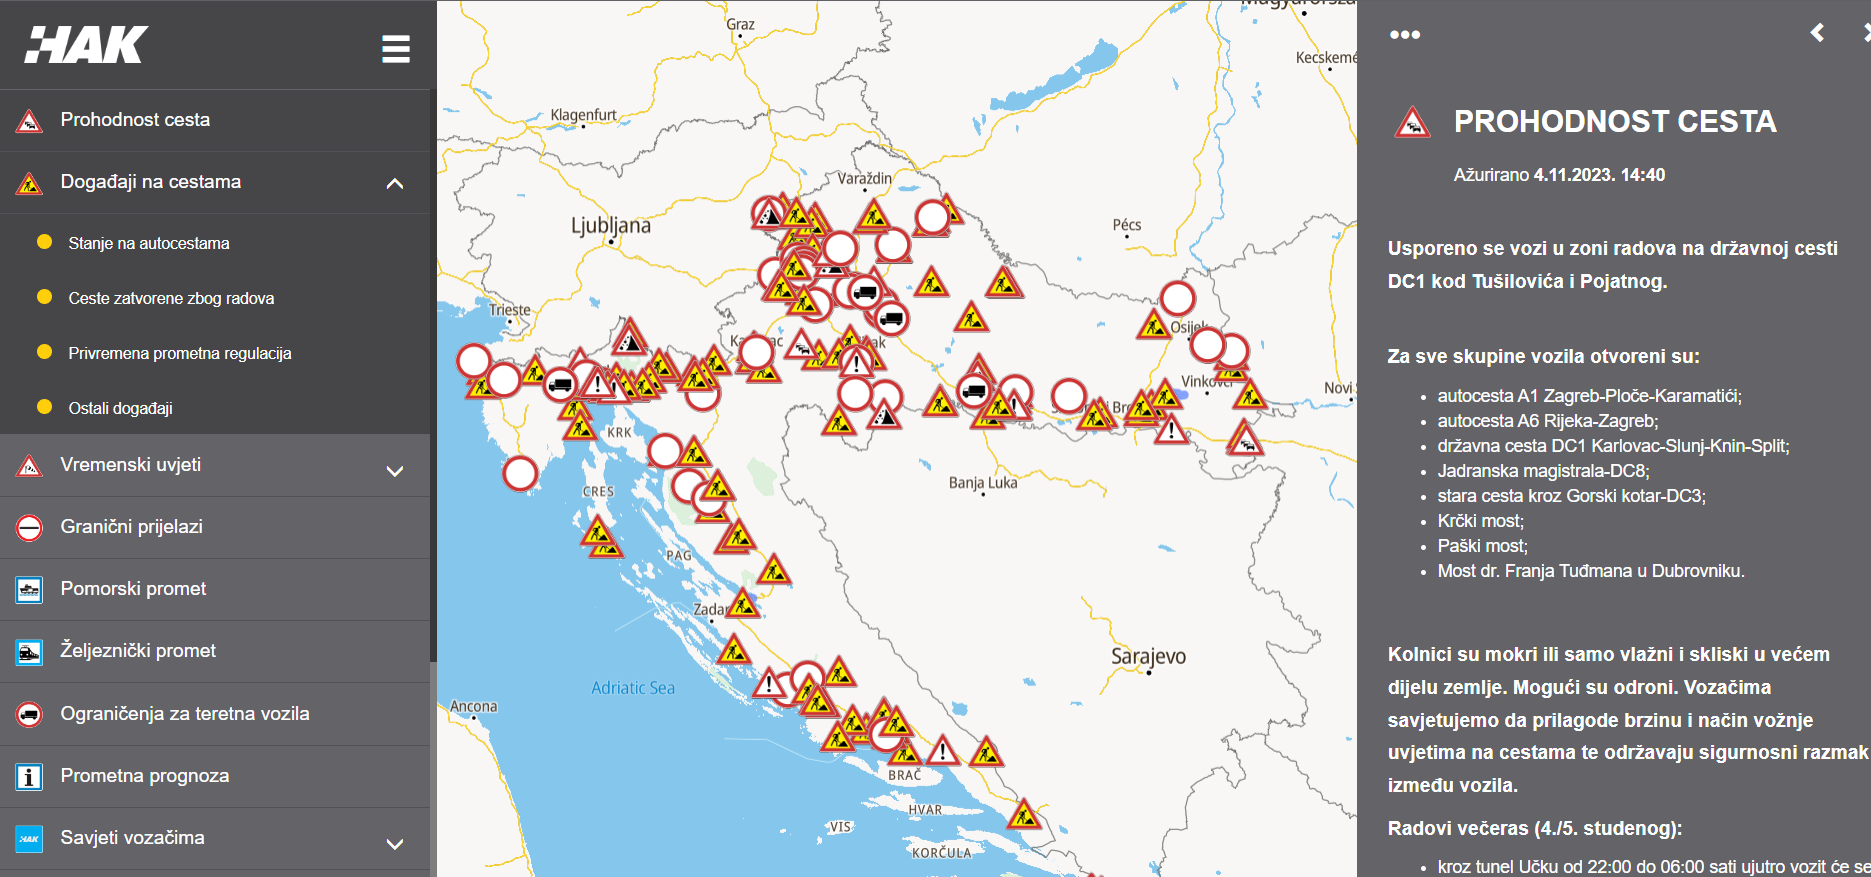 HAK
Prohodnost cesta
Događaji na cestama
Stanje na autocestama
Ceste zatvorene zbog radova
Privremena prometna regulacija
Ostali događaji
Vremenski uvjeti
Granični prijelazi
Pomorski promet
Željeznički promet
Ograničenja za teretna vozila
Prometna prognoza
HAK
Savjeti vozačima
Graz
Kecskemé
Klagenfurt
Varaždin
Ljubljana
Pécs
Trieste
Osijek
Vinkovci
Novi
KRK
CRES
Banja Luka
PAG
Zadar
Sarajevo
Adriatic Sea
Ancona
BRAČ
HVAR
VIS
KORČULA
PROHODNOST CESTA
Ažurirano 4.11.2023. 14:40
Usporeno se vozi u zoni radova na državnoj cesti
DC1 kod Tušilovića i Pojatnog.
Za sve skupine vozila otvoreni su:
• autocesta A1 Zagreb-Ploče-Karamatići;
• autocesta A6 Rijeka-Zagreb;
• državna cesta DC1 Karlovac-Slunj-Knin-Split;
• Jadranska magistrala-DC8;
• stara cesta kroz Gorski kotar-DC3;
• Krčki most;
• Paški most;
• Most dr. Franja Tuđmana u Dubrovniku.
Kolnici su mokri ili samo vlažni i skliski u većem
dijelu zemlje. Mogući su odroni. Vozačima
savjetujemo da prilagode brzinu i način vožnje
uvjetima na cestama te održavaju sigurnosni razmak
između vozila.
Radovi večeras (4./5. studenog):
• kroz tunel Učku od 22:00 do 06:00 sati ujutro vozit će se